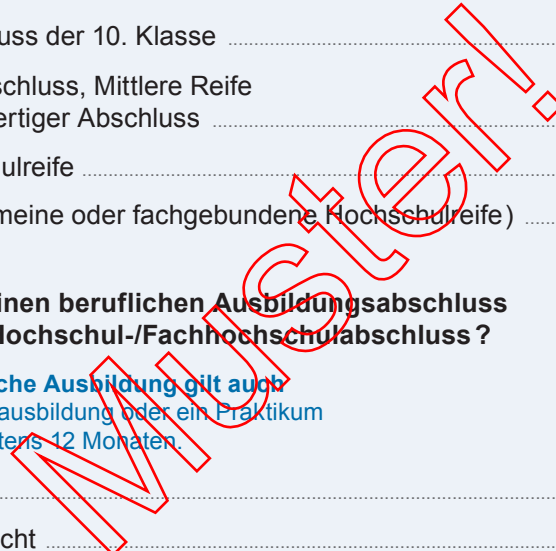 uss der 10. Klasse
schluss, Mittlere Reife
ertiger Abschluss
ulreife
meine oder fachgebundene Hochschulreife)
inen beruflichen Ausbildungsabschluss
Hochschul-/Fachhochschulabschluss?
che Ausbildung gilt auch
ausbildung oder ein Praktikum
tens 12 Monaten.
cht
Muster!